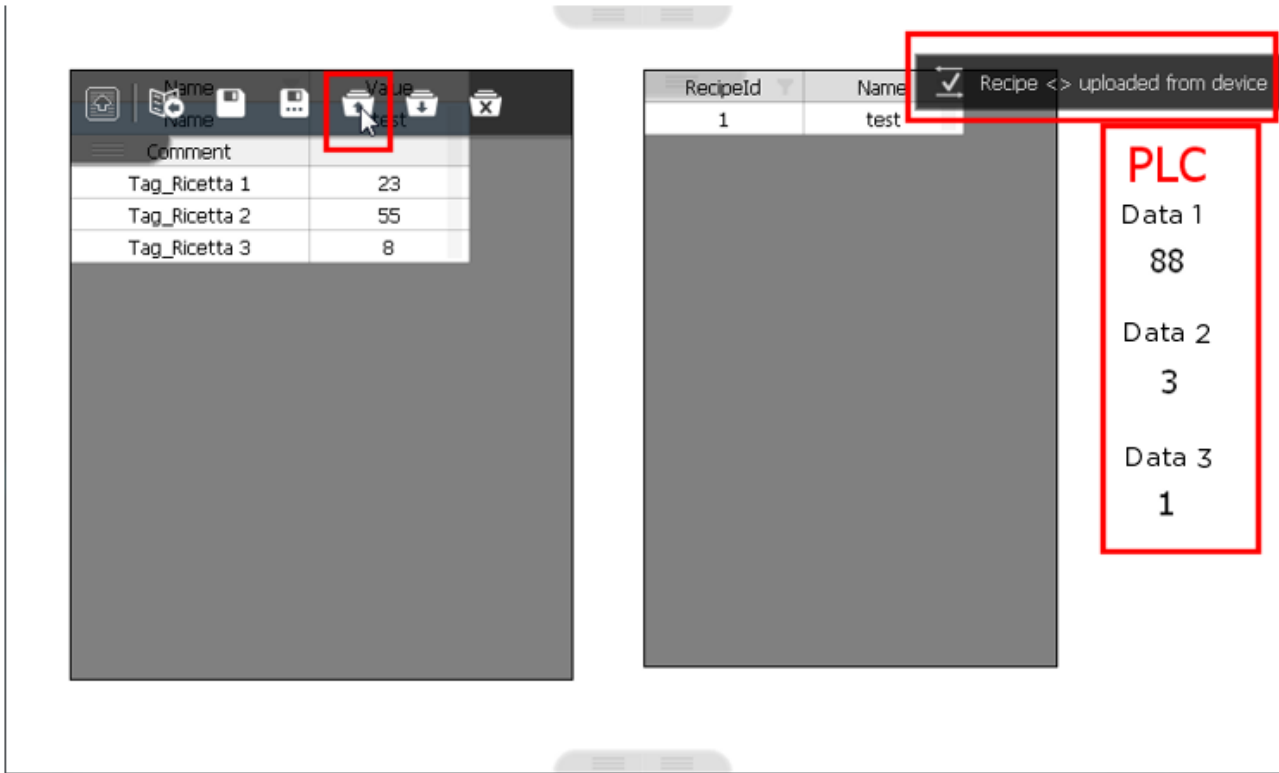 Name Value
Name test
Comment
Tag_Ricetta 1 23
Tag_Ricetta 2 55
Tag_Ricetta 3 8
RecipeId Name
1 test
Recipe <> uploaded from device
PLC
Data 1
88
Data 2
3
Data 3
1